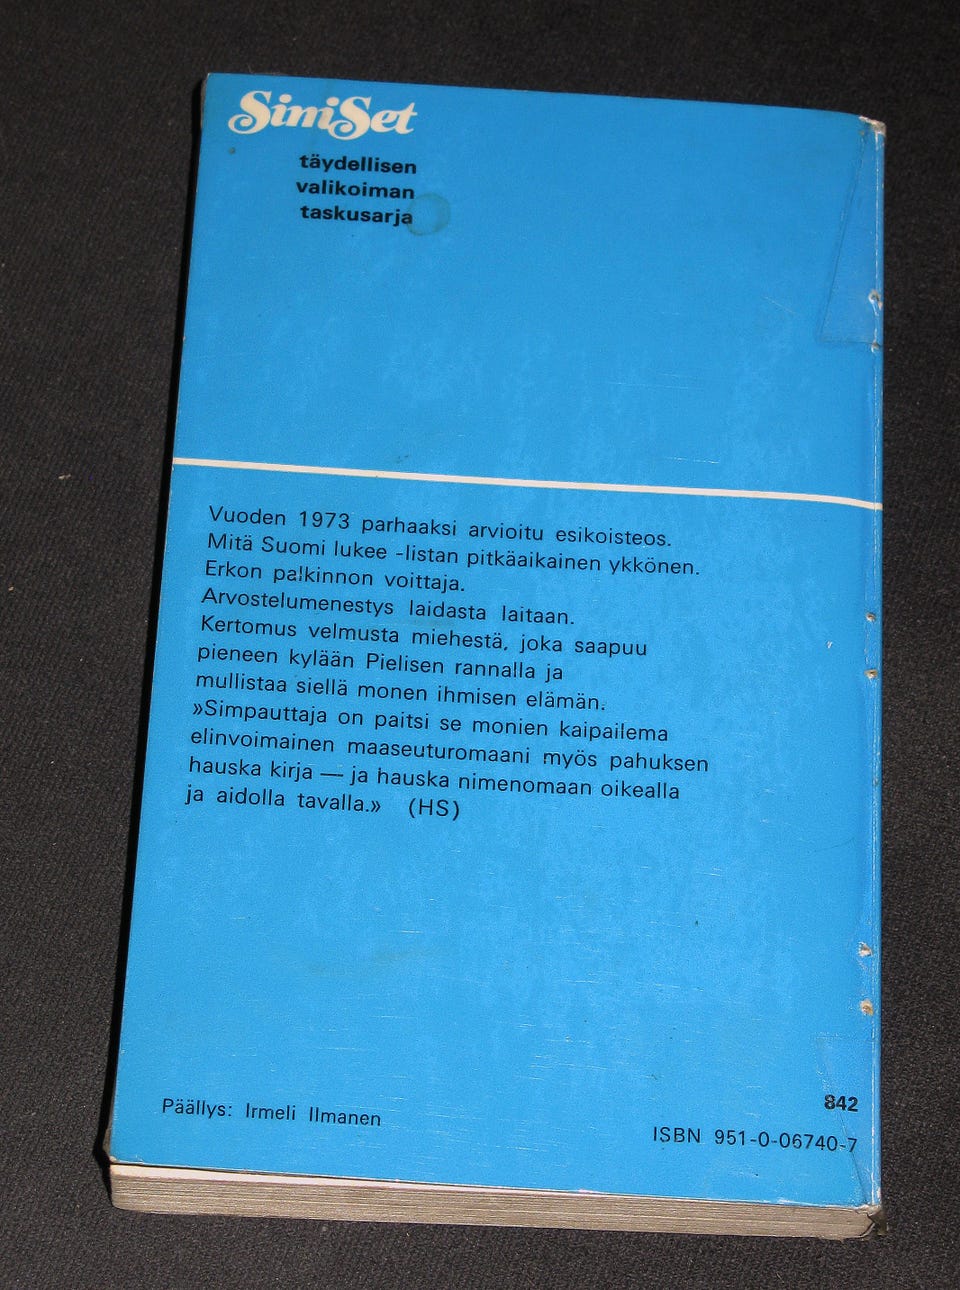 SiniSet
täydellisen
valikoiman
taskusarja
Vuoden 1973 parhaaksi arvioitu esikoisteos.
Mitä Suomi lukee -listan pitkäaikainen ykkönen.
Erkon palkinnon voittaja.
Arvostelumenestys laidasta laitaan.
Kertomus velmusta miehestä, joka saapuu
pieneen kylään Pielisen rannalla ja
mullistaa siellä monen ihmisen elämän.
»Simpauttaja on paitsi se monien kaipailema
elinvoimainen maaseuturomaani myös pahuksen
hauska kirja — ja hauska nimenomaan oikealla
ja aidolla tavalla.» (HS)
Päällys: Irmeli Ilmanen
842
ISBN 951-0-06740-7